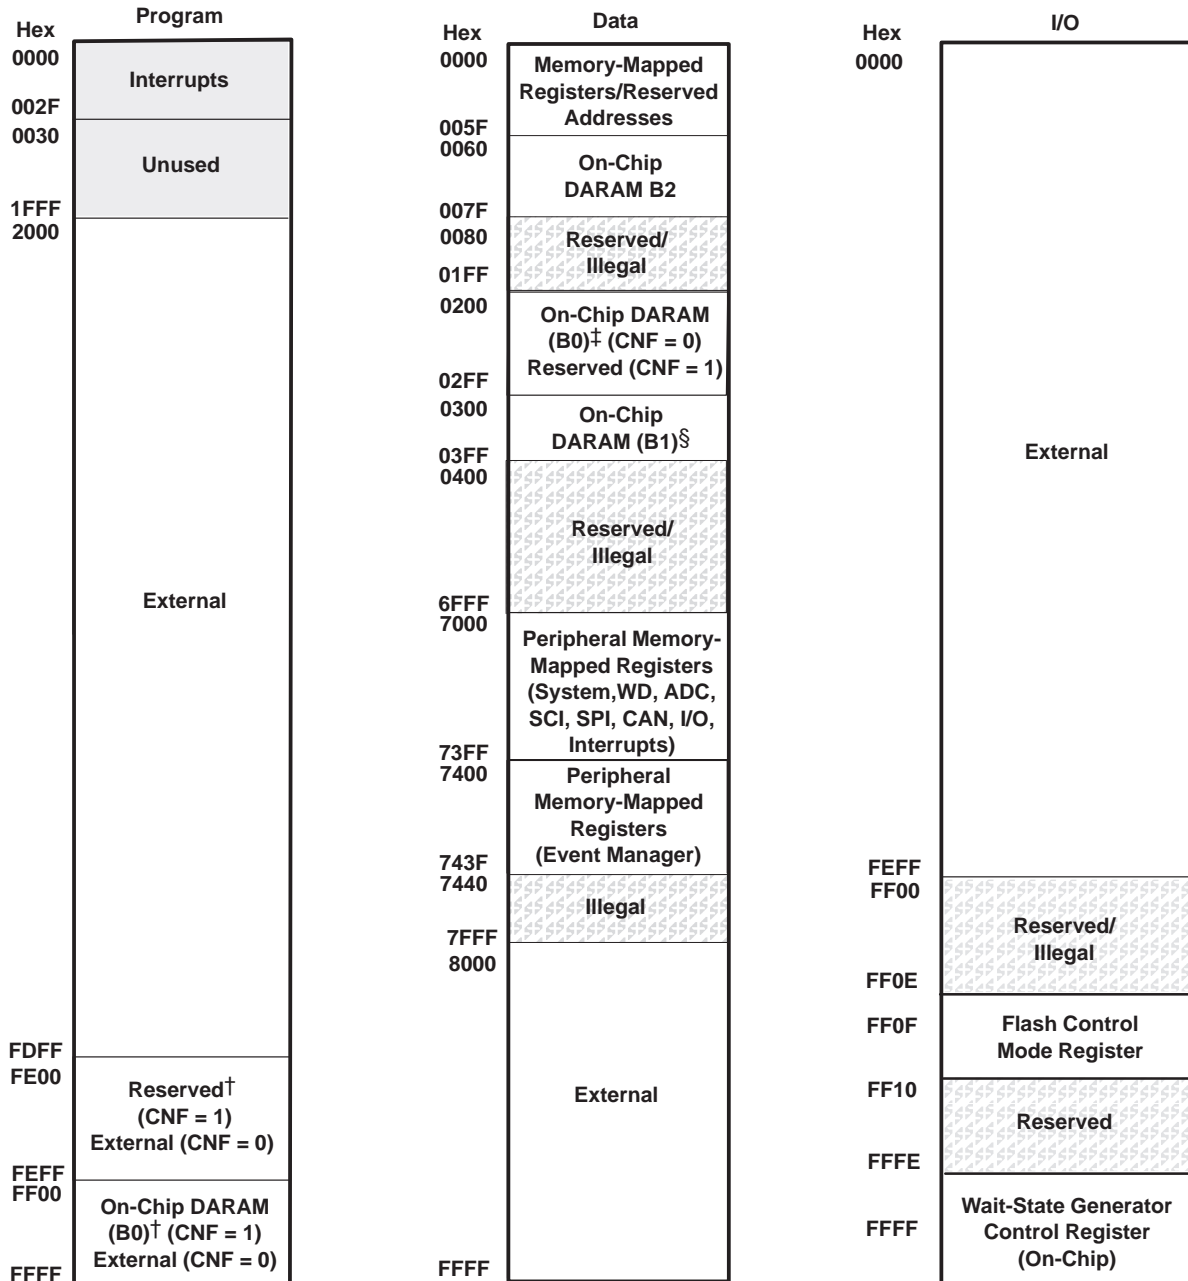 Program
Hex
0000
Interrupts
002F
0030
Unused
1FFF
2000
External
FDFF
FE00
Reserved†
(CNF = 1)
External (CNF = 0)
FEFF
FF00
On-Chip DARAM
(B0)† (CNF = 1)
External (CNF = 0)
FFFF
Data
Hex
0000
Memory-Mapped
Registers/Reserved
Addresses
005F
0060
On-Chip
DARAM B2
007F
0080
Reserved/
Illegal
01FF
0200
On-Chip DARAM
(B0)‡ (CNF = 0)
Reserved (CNF = 1)
02FF
0300
On-Chip
DARAM (B1)§
03FF
0400
Reserved/
Illegal
6FFF
7000
Peripheral Memory-
Mapped Registers
(System,WD, ADC,
SCI, SPI, CAN, I/O,
Interrupts)
73FF
7400
Peripheral
Memory-Mapped
Registers
(Event Manager)
743F
7440
Illegal
7FFF
8000
External
FFFF
I/O
Hex
0000
External
FEFF
FF00
Reserved/
Illegal
FF0E
FF0F
Flash Control
Mode Register
FF10
Reserved
FFFE
Wait-State Generator
Control Register
(On-Chip)
FFFF